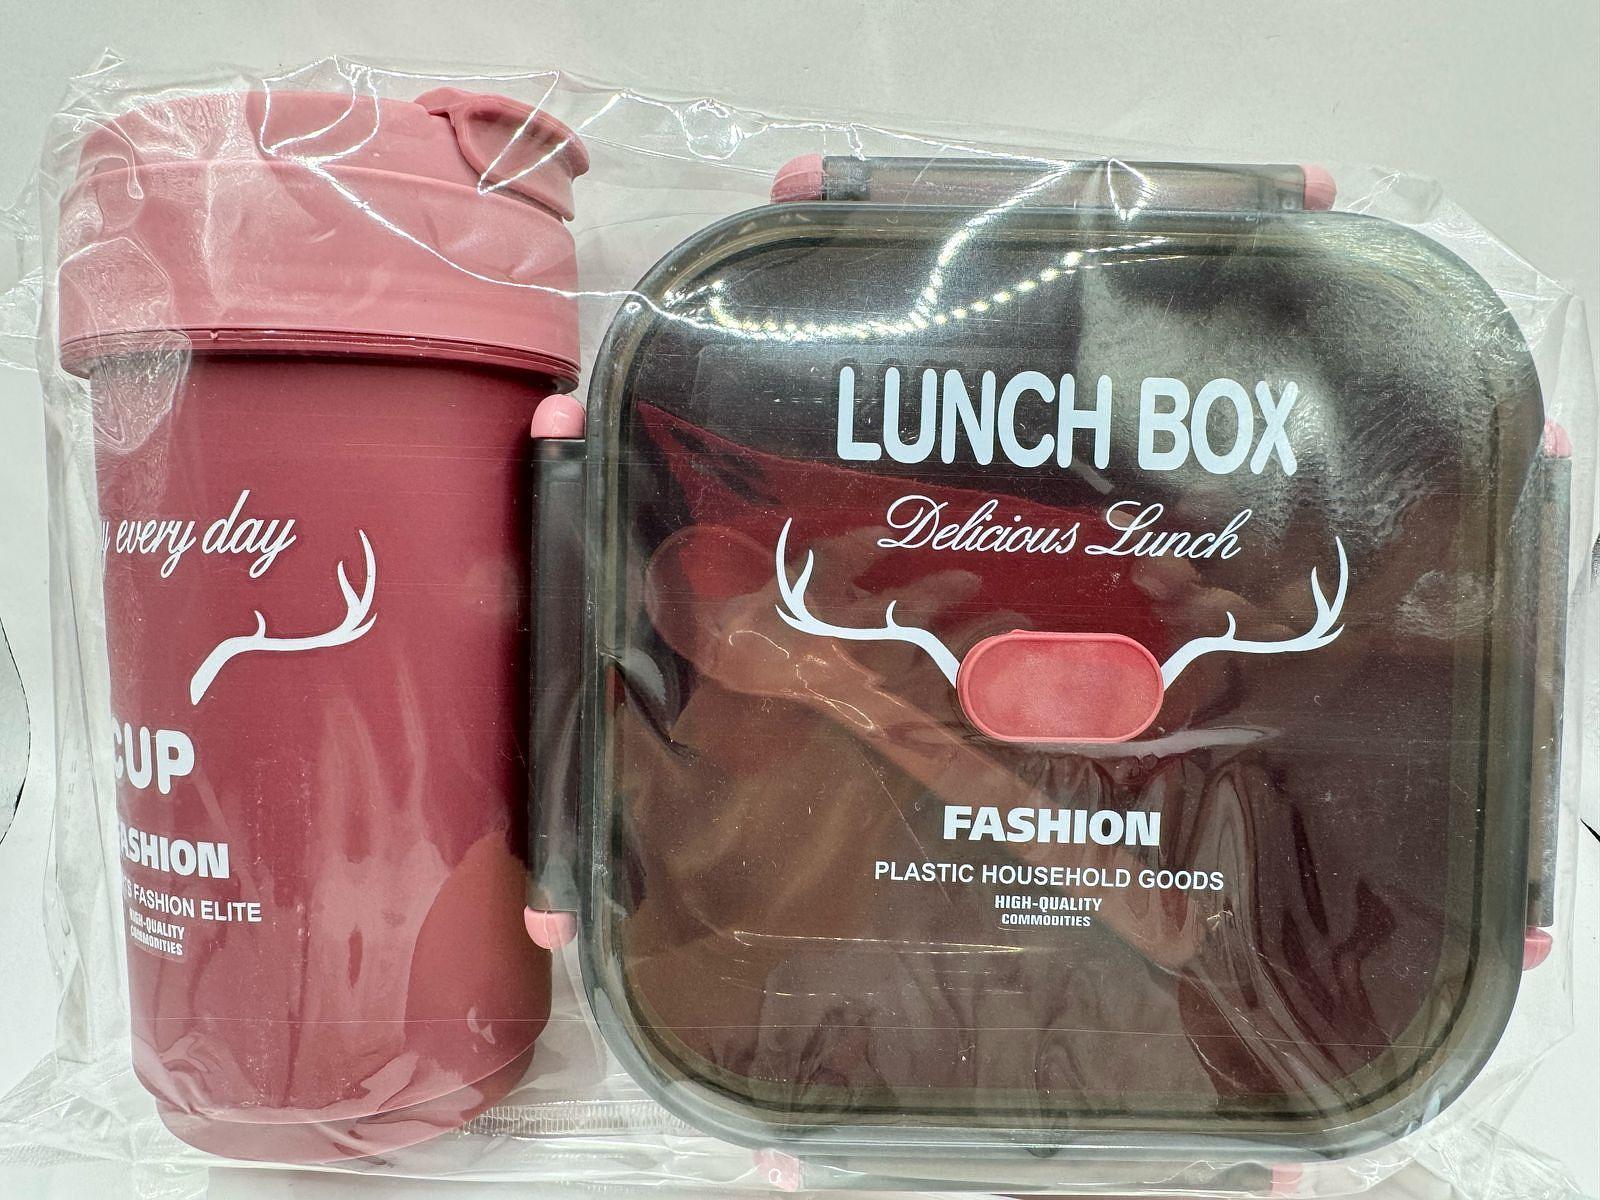 every day
CUP
FASHION
FASHION ELITE
HIGH-QUALITY
COMMODITIES
LUNCH BOX
Delicious Lunch
FASHION
PLASTIC HOUSEHOLD GOODS
HIGH-QUALITY
COMMODITIES